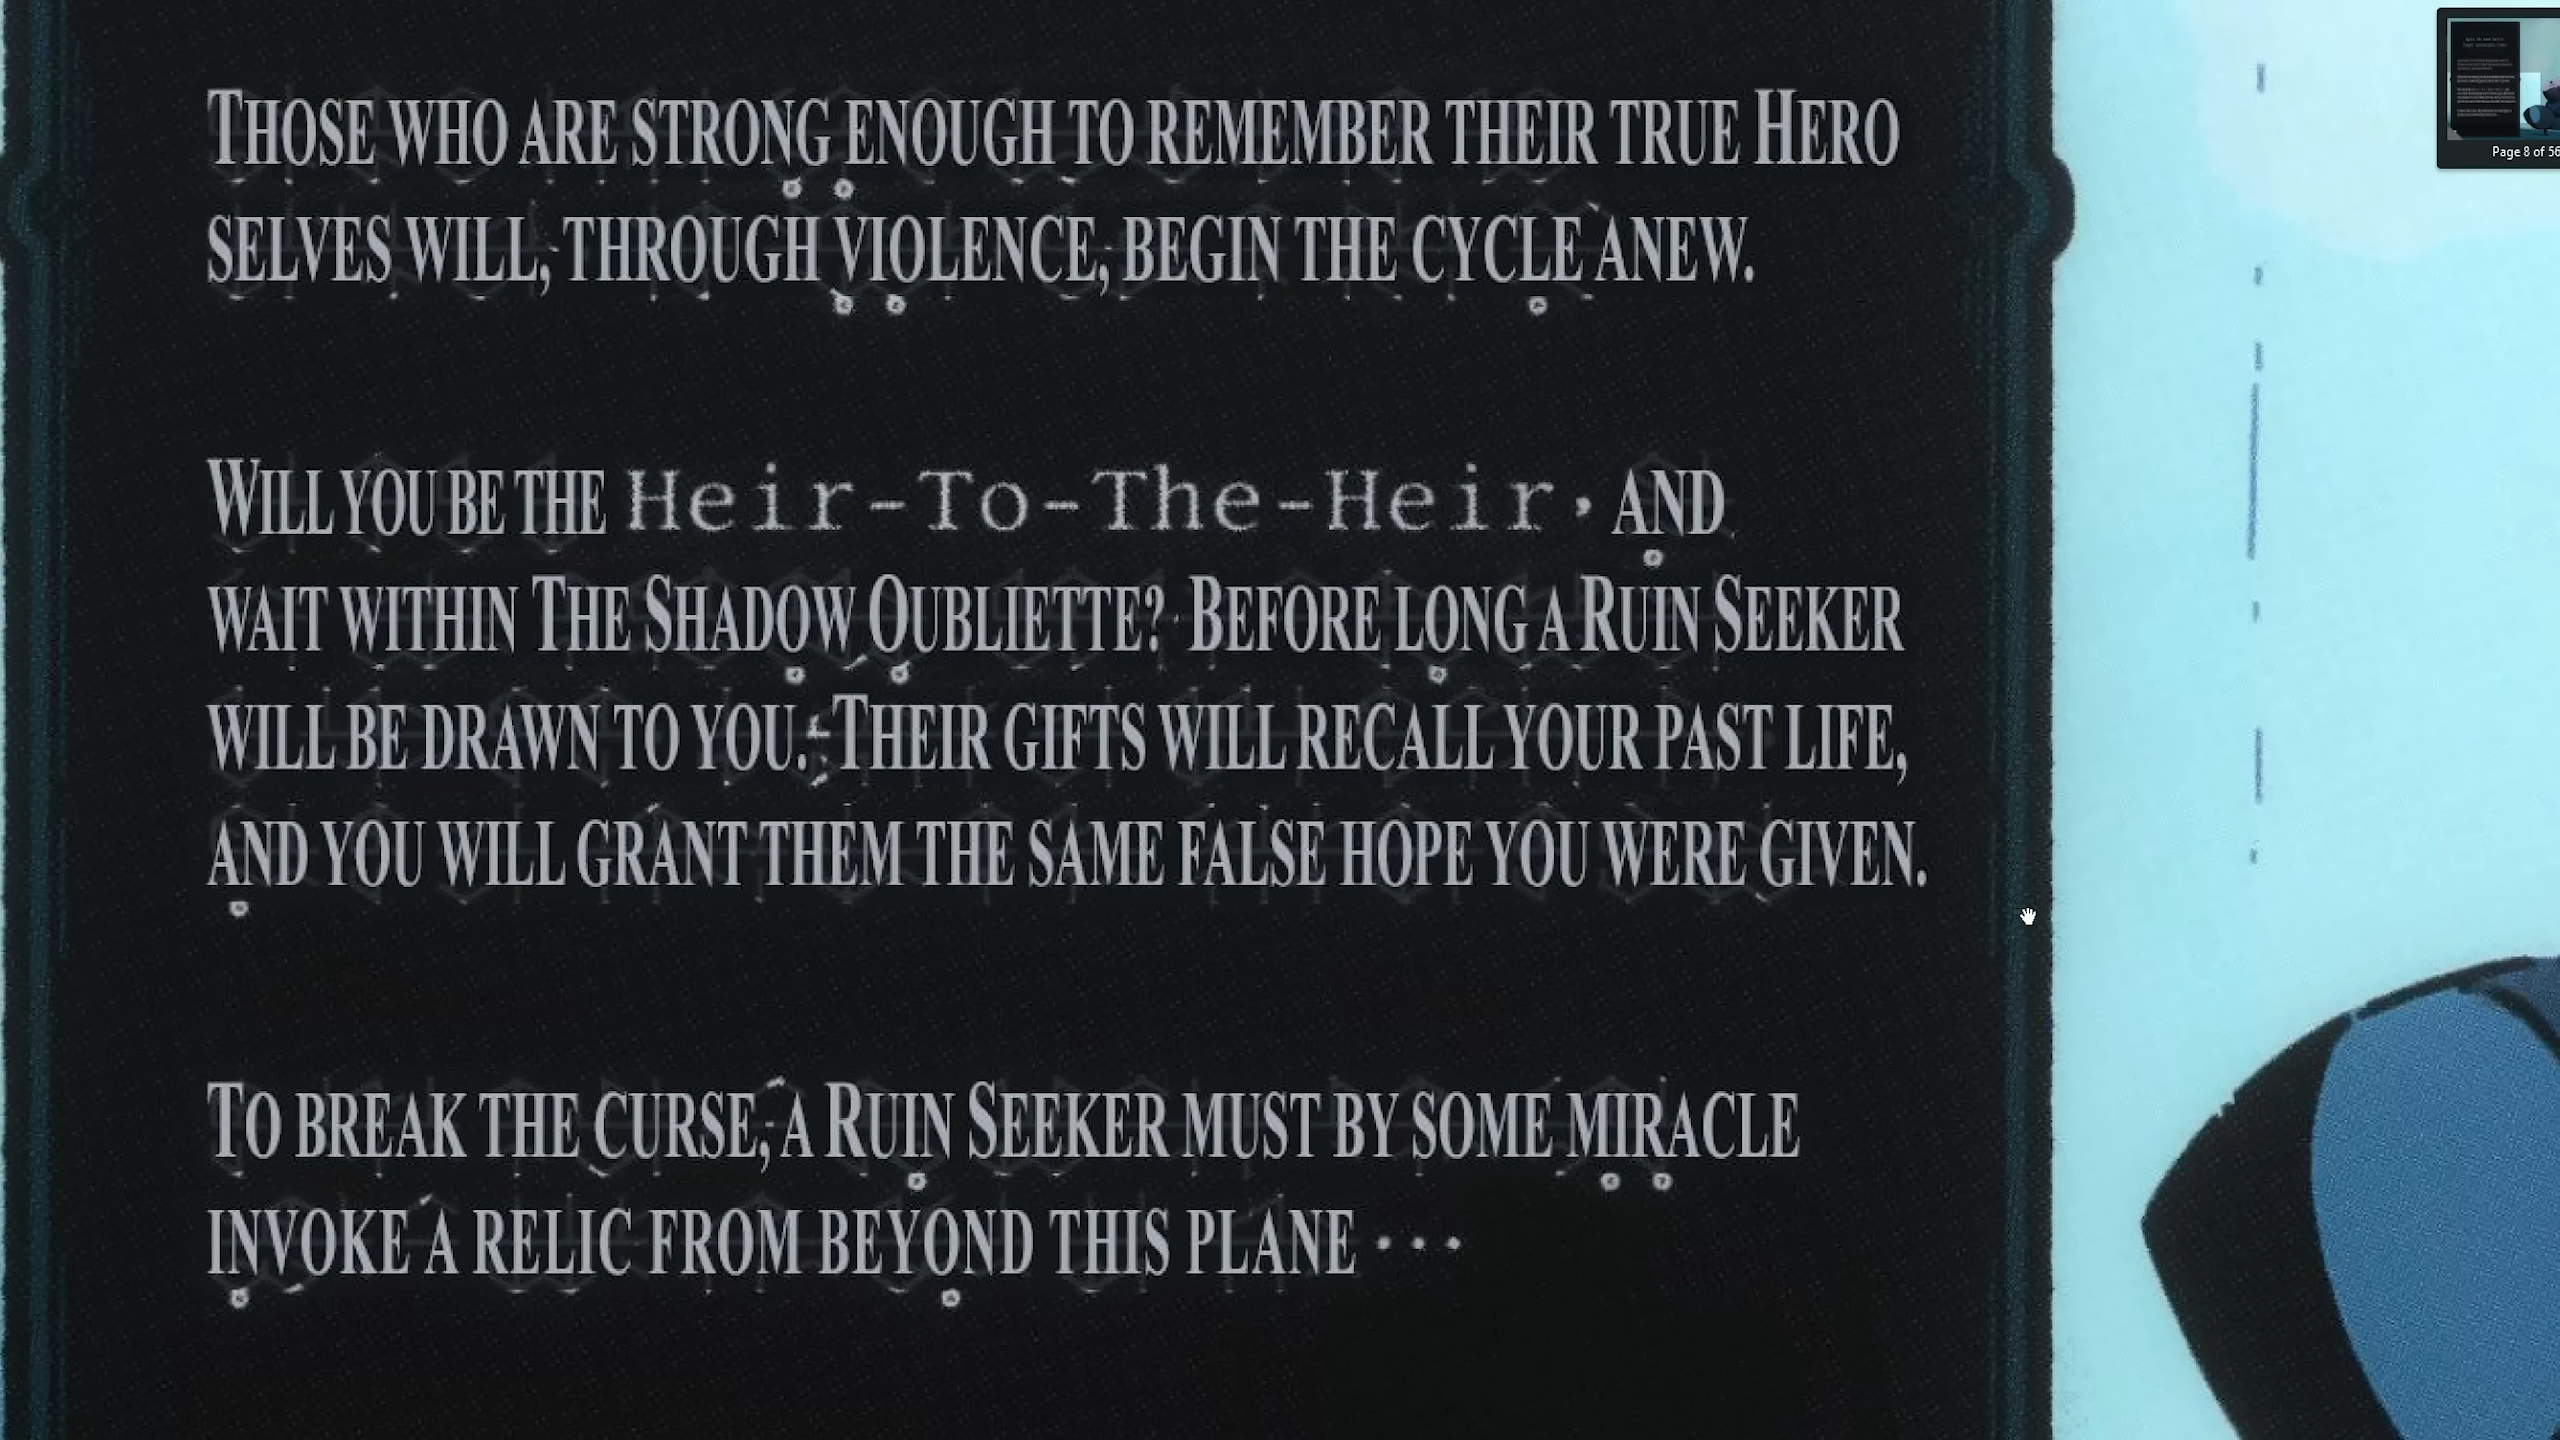 Those who are strong enough to remember their true Hero
selves will, through violence, begin the cycle anew.
Will you be the Heir-To-The-Heir, and
wait within The Shadow Oubliette? Before long a Ruin Seeker
will be drawn to you. Their gifts will recall your past life,
and you will grant them the same false hope you were given.
To break the curse, a Ruin Seeker must by some miracle
invoke a relic from beyond this plane ...
Page 8 of 56